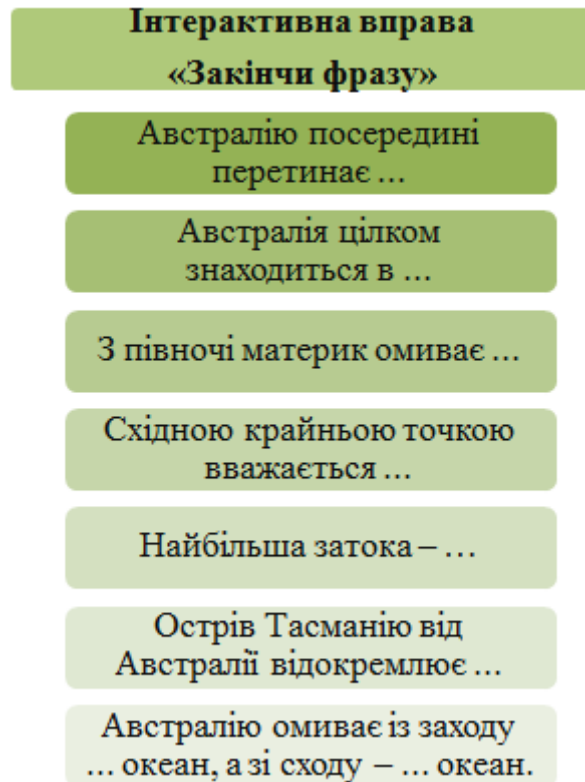 Інтерактивна вправа
«Закінчи фразу»
Австралію посередині
перетинає ...
Австралія цілком
знаходиться в ...
З півночі материк омиває ...
Східною крайньою точкою
вважається ...
Найбільша затока – ...
Острів Тасманію від
Австралії відокремлює ...
Австралію омиває із заходу
... океан, а зі сходу – ... океан.